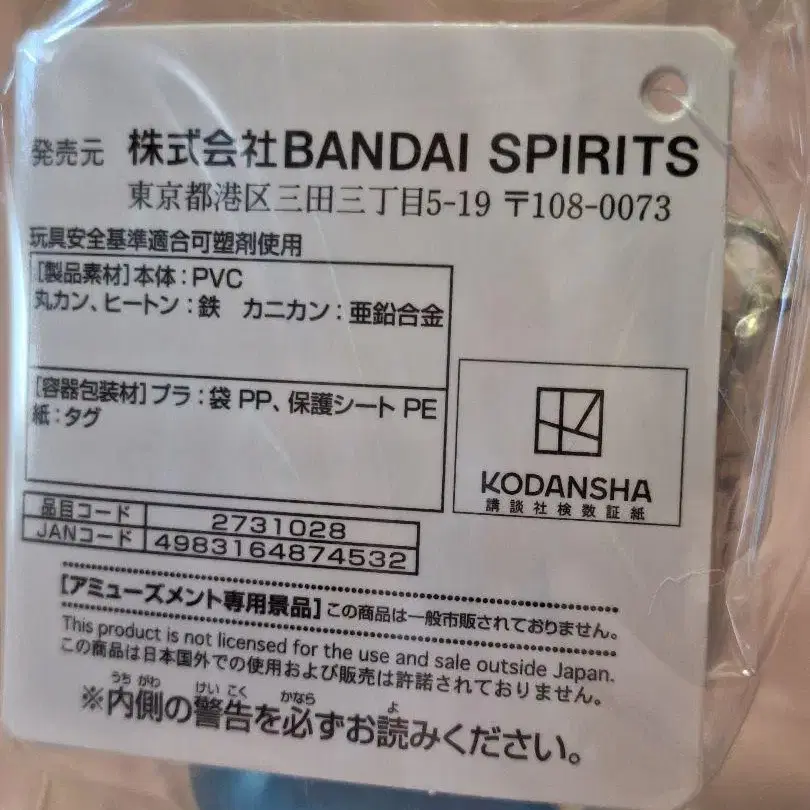 発売元 株式会社BANDAI SPIRITS
東京都港区三田三丁目5-19 〒108-0073
玩具安全基準適合可塑剤使用
[製品素材]本体:PVC
丸カン、ヒートン:鉄 カニカン:亜鉛合金
[容器包装材]プラ:袋 PP、保護シート PE
紙:タグ
KODANSHA
講談社検数証紙
品目コード 2731028
JANコード 4983164874532
[アミューズメント専用景品]この商品は一般市販されておりません。
This product is not licensed for the use and sale outside Japan.
この商品は日本国外での使用および販売は許諾されておりません。
うちがわ けいこく かなら よ
※内側の警告を必ずお読みください。